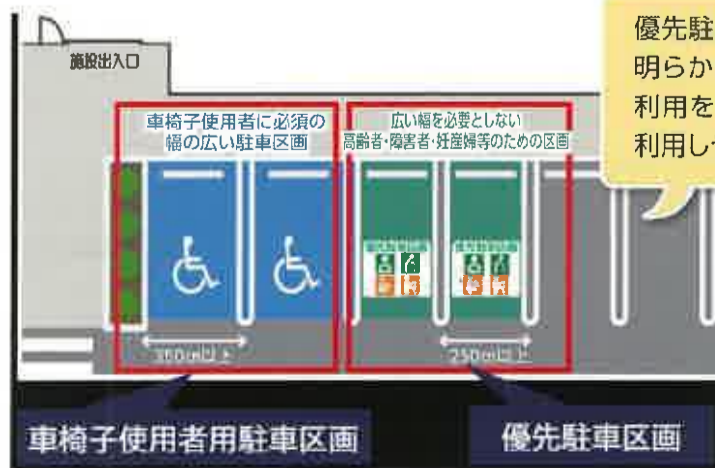 施設出入口
車椅子使用者に必須の
幅の広い駐車区画
広い幅を必要としない
高齢者・障害者・妊産婦等のための区画
優先駐
明らか
利用を
利用し
350cm以上
250cm以上
車椅子使用者用駐車区画
優先駐車区画